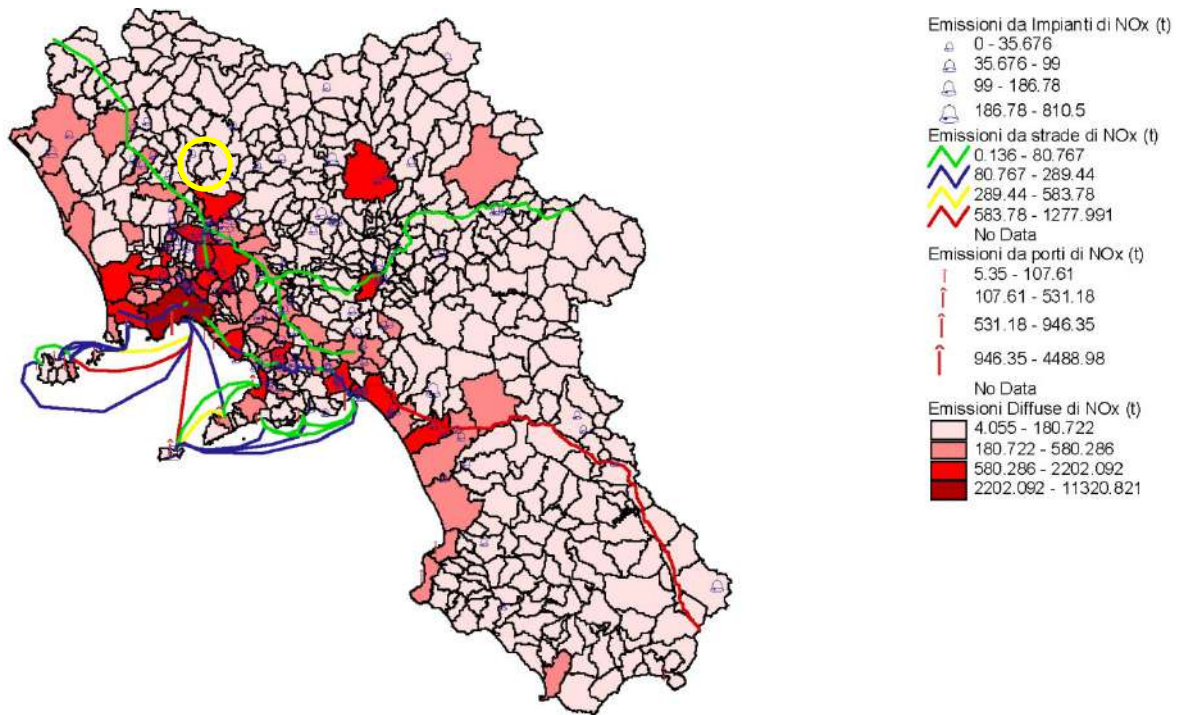 Emissioni da Impianti di NOx (t)
0 - 35.676
35.676 - 99
99 - 186.78
186.78 - 810.5
Emissioni da strade di NOx (t)
0.136 - 80.767
80.767 - 289.44
289.44 - 583.78
583.78 - 1277.991
No Data
Emissioni da porti di NOx (t)
5.35 - 107.61
107.61 - 531.18
531.18 - 946.35
946.35 - 4488.98
No Data
Emissioni Diffuse di NOx (t)
4.055 - 180.722
180.722 - 580.286
580.286 - 2202.092
2202.092 - 11320.821